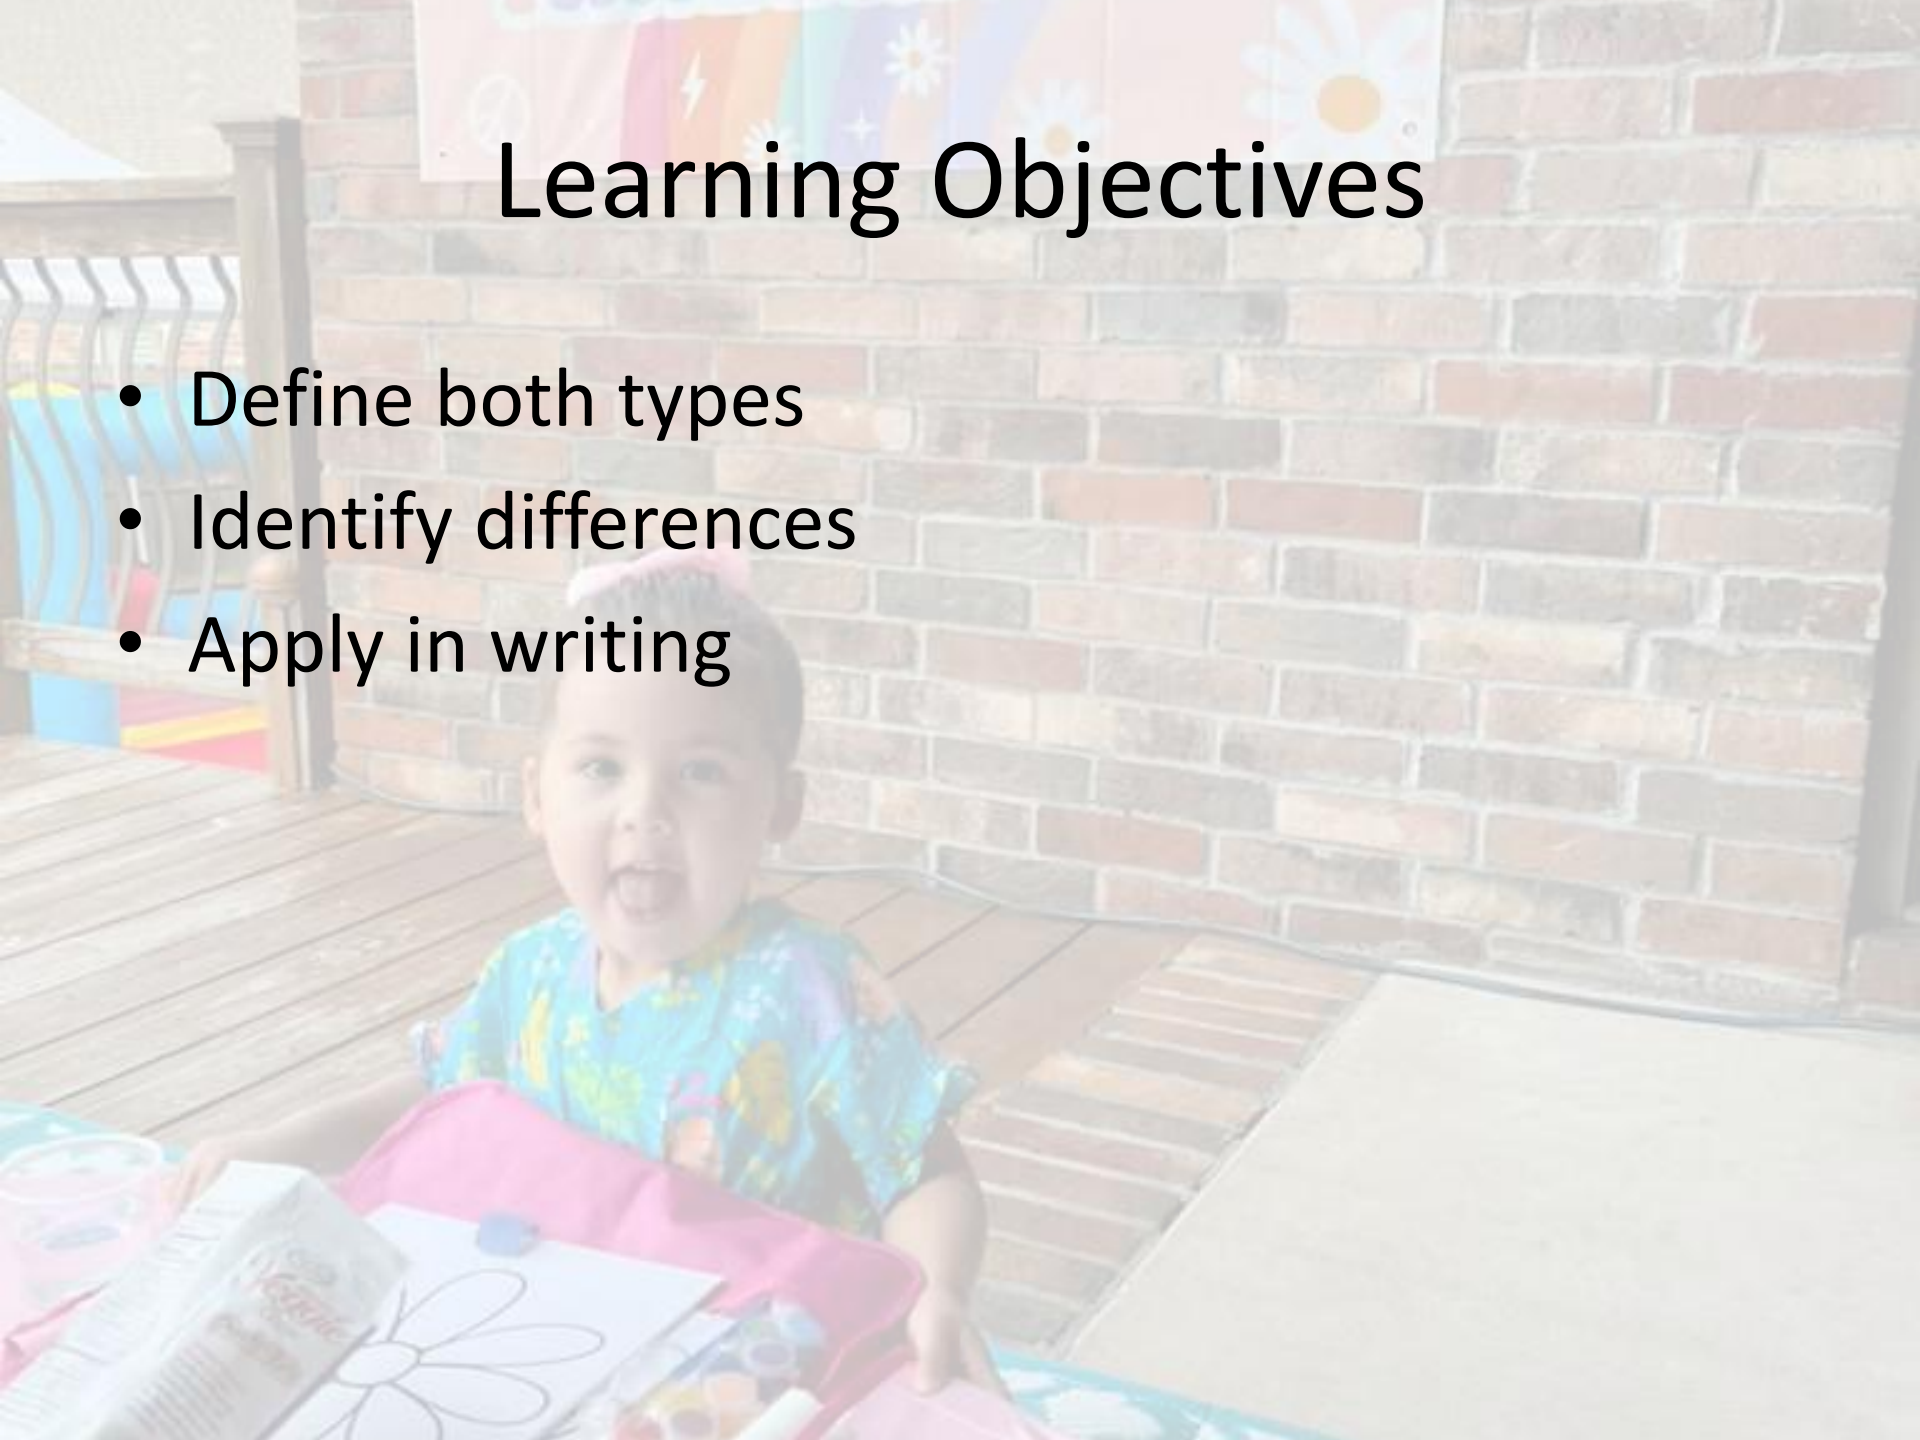 Learning Objectives
• Define both types
• Identify differences
• Apply in writing